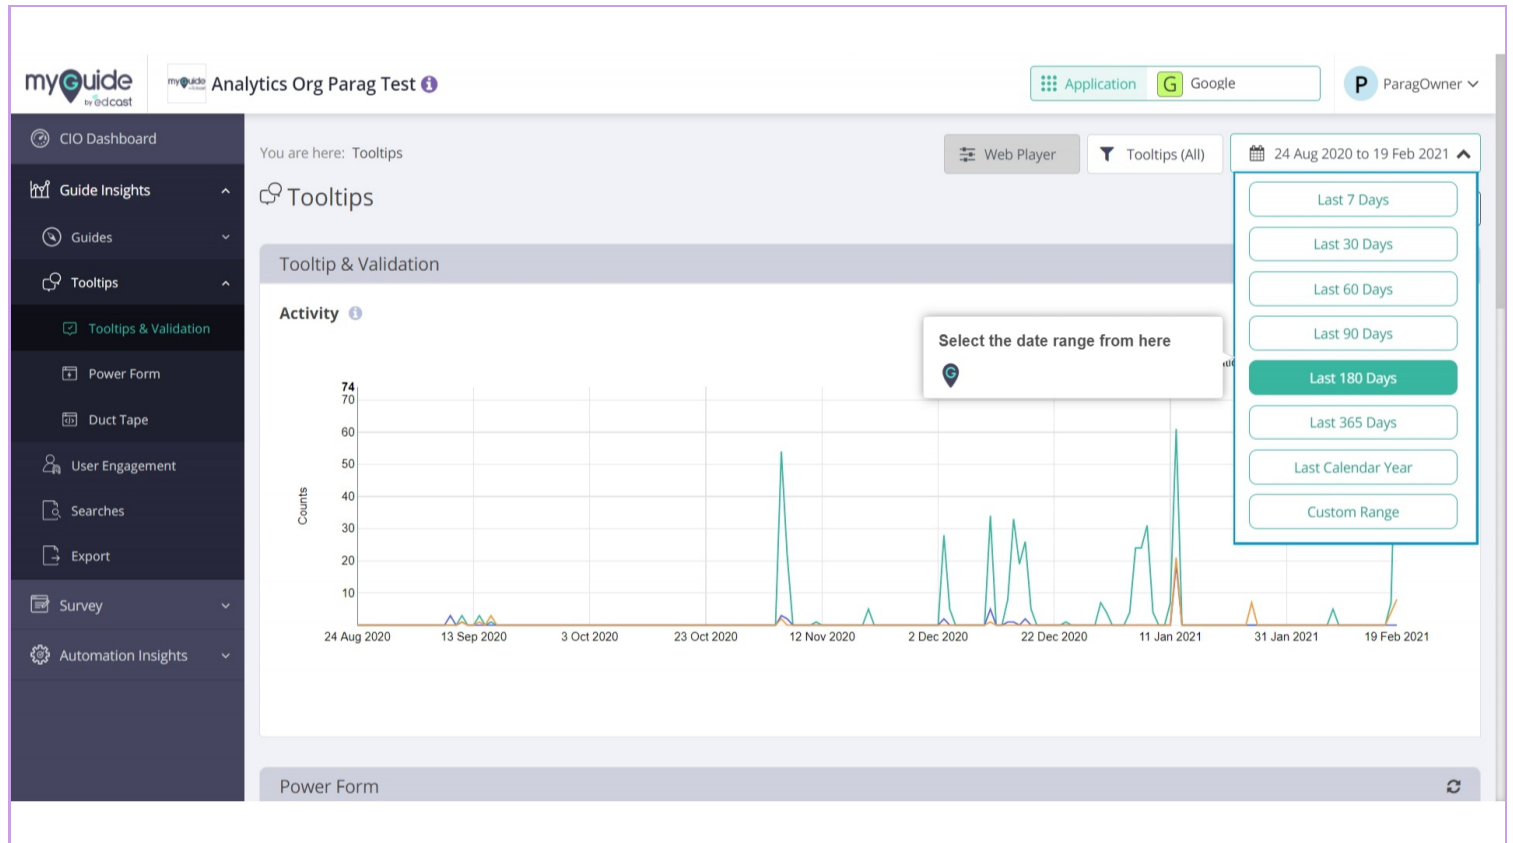 myGuide
by edcast
myGuide
Analytics Org Parag Test
Application
G
Google
P
ParagOwner
CIO Dashboard
Guide Insights
Guides
Tooltips
Tooltips & Validation
Power Form
Duct Tape
User Engagement
Searches
Export
Survey
Automation Insights
You are here: Tooltips
Web Player
Tooltips (All)
24 Aug 2020 to 19 Feb 2021
Tooltips
Last 7 Days
Last 30 Days
Last 60 Days
Last 90 Days
Last 180 Days
Last 365 Days
Last Calendar Year
Custom Range
Tooltip & Validation
Activity
Select the date range from here
G
74
70
60
50
40
30
20
10
Counts
24 Aug 2020
13 Sep 2020
3 Oct 2020
23 Oct 2020
12 Nov 2020
2 Dec 2020
22 Dec 2020
11 Jan 2021
31 Jan 2021
19 Feb 2021
Power Form